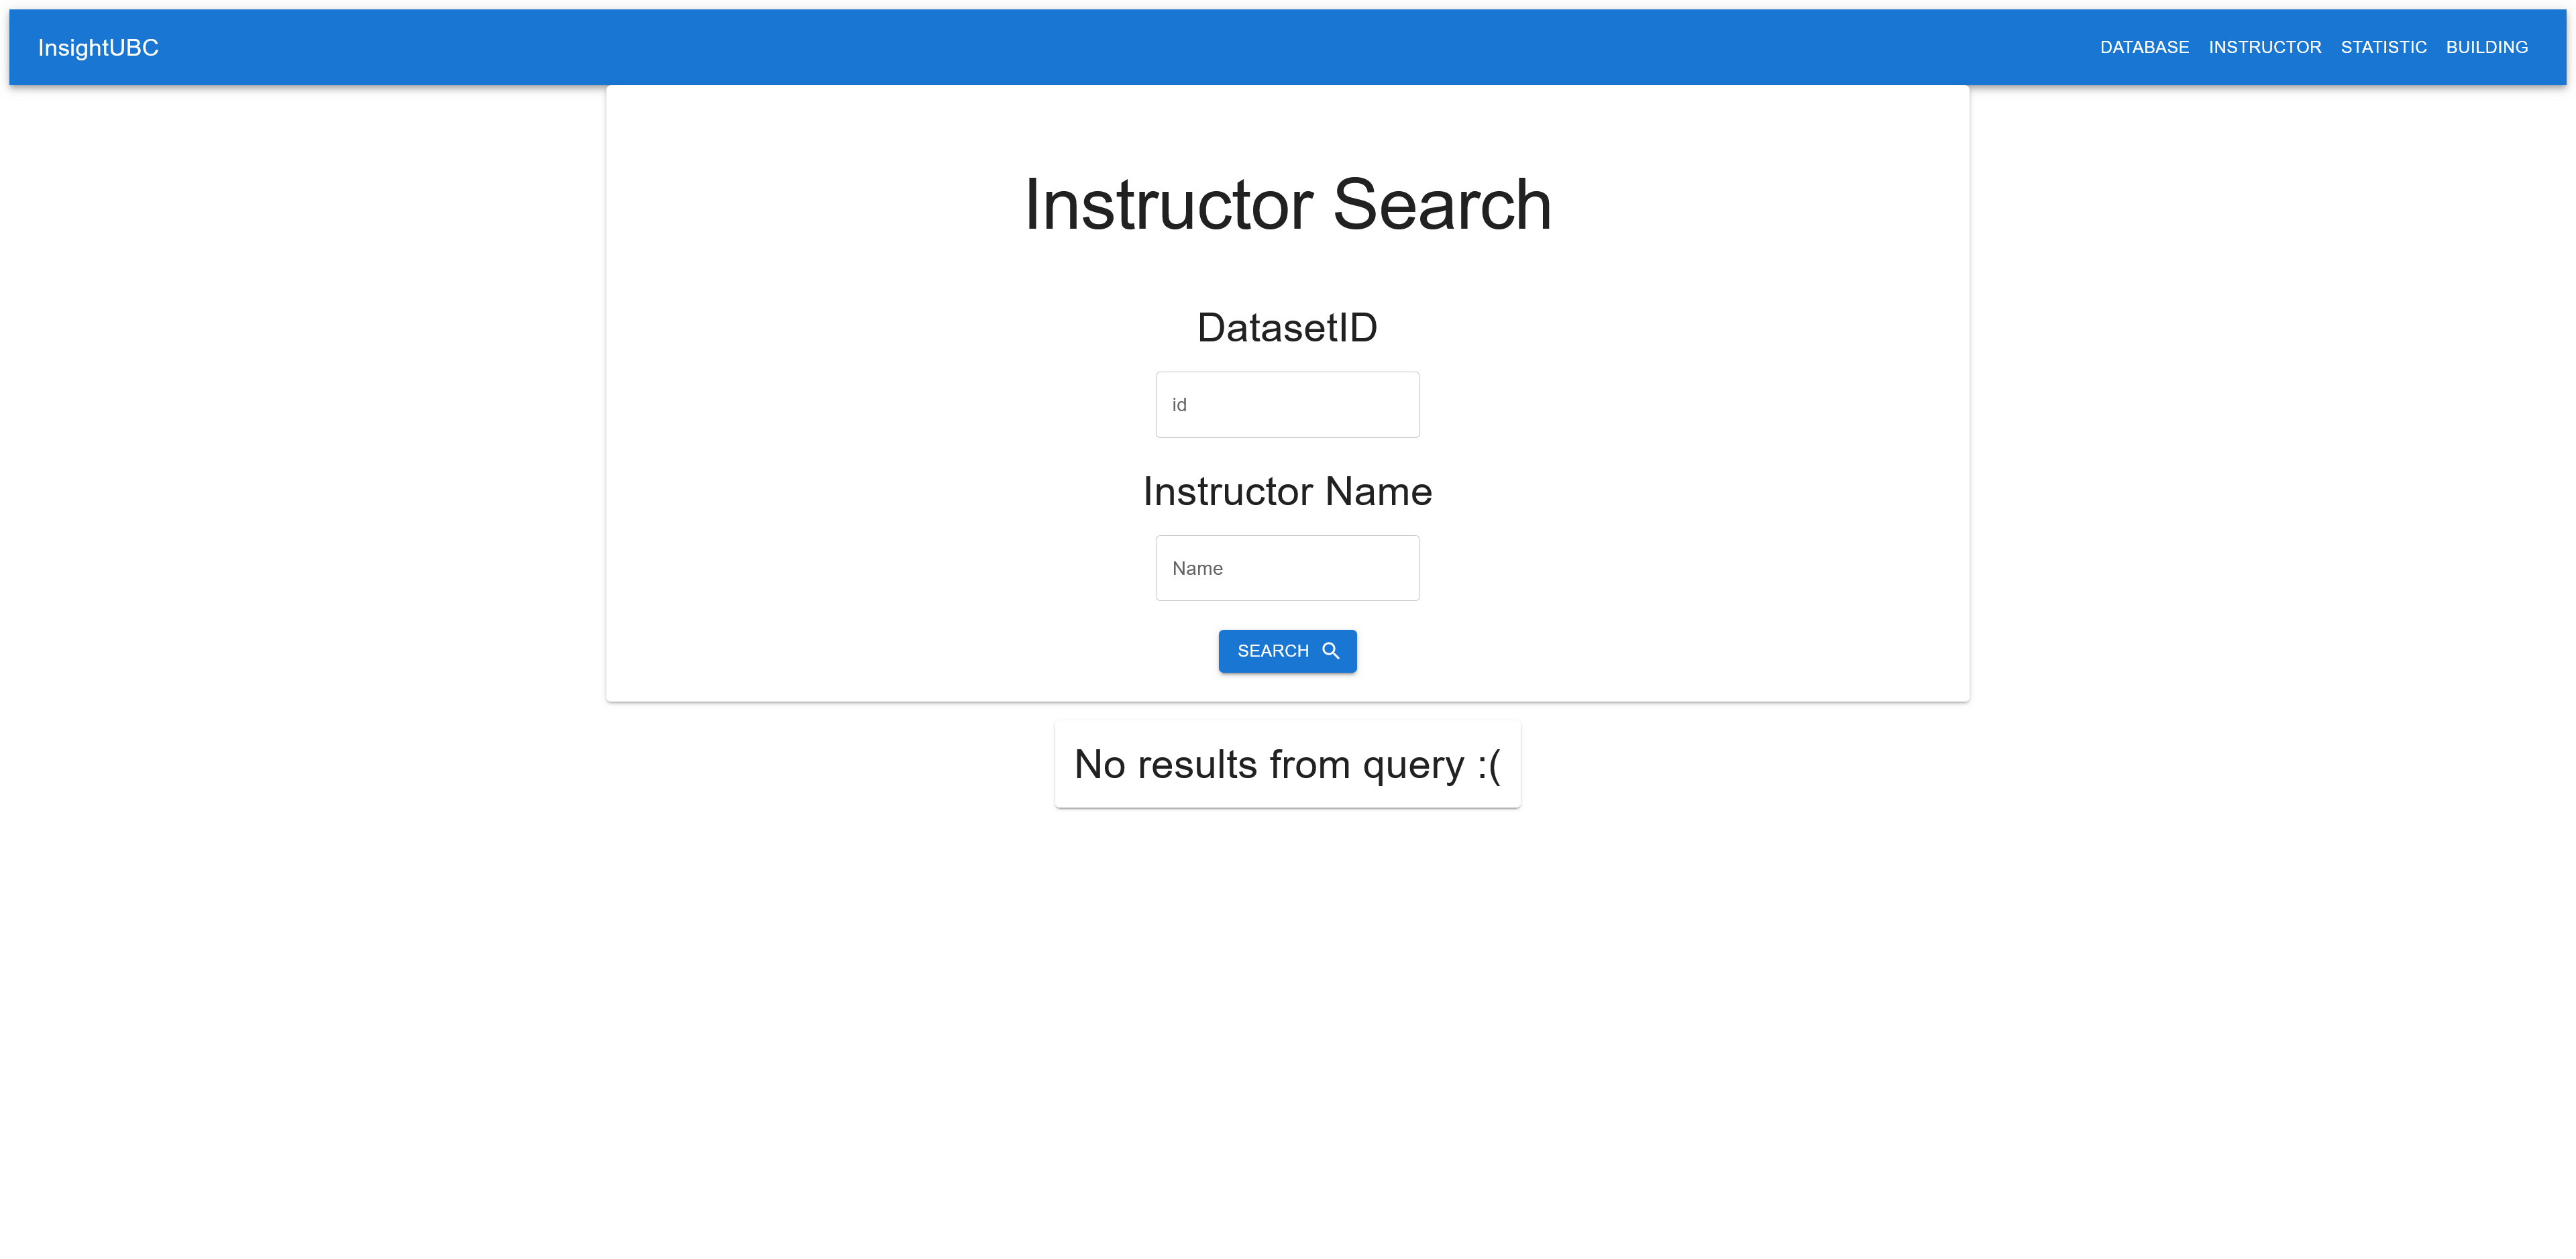 InsightUBC
DATABASE INSTRUCTOR STATISTIC BUILDING
Instructor Search
DatasetID
id
Instructor Name
Name
SEARCH
No results from query :(